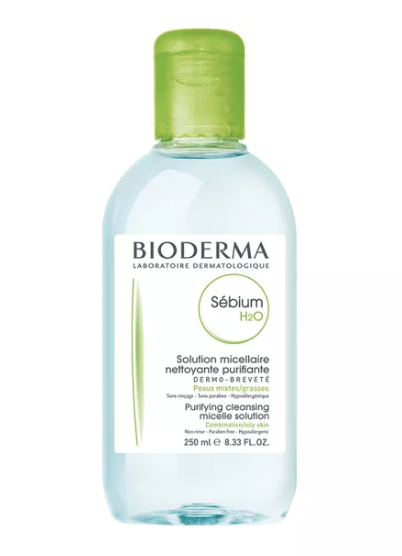 BIODERMA
LABORATOIRE DERMATOLOGIQUE
Sébium
H2O
Solution micellaire
nettoyante purifiante
DERMO-BREVETÉ
Peaux mixtes/grasses
Sans rinçage - Sans paraben - Hypoallergénique
Purifying cleansing
micelle solution
Combination/oily skin
Non-rinse - Paraben free - Hypoallergenic
250 ml ℮ 8.33 FL.OZ.